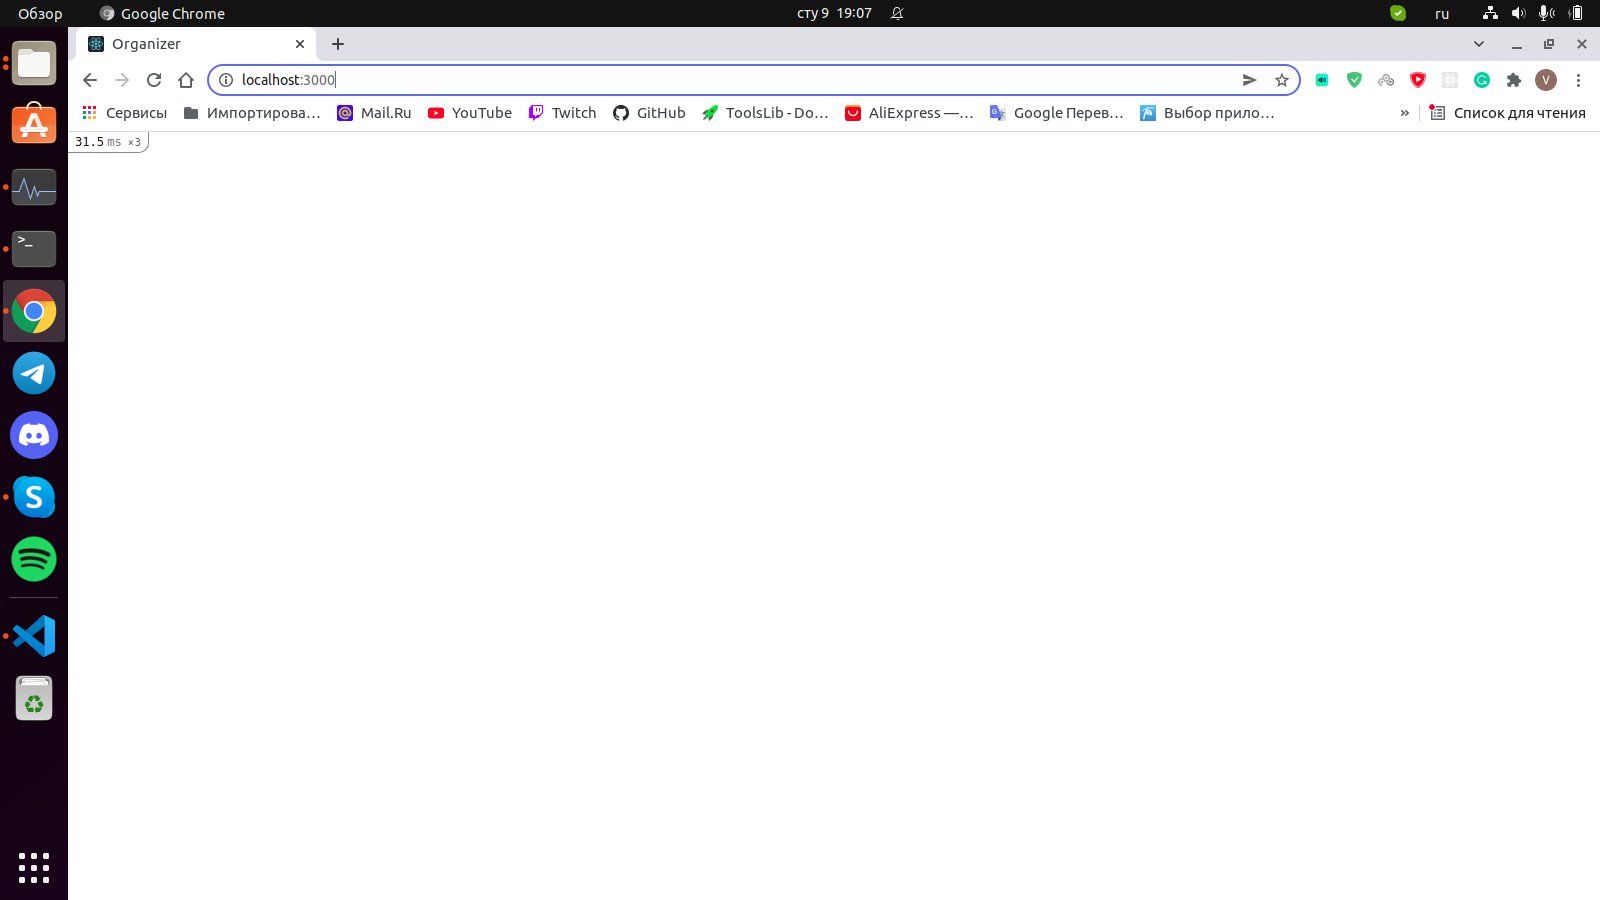 Обзор Google Chrome сту 9 19:07 ru
Organizer
localhost:3000 V
Сервисы Импортирова... Mail.Ru YouTube Twitch GitHub ToolsLib - Do... AliExpress —... Google Перев... Выбор прило... » Список для чтения
31.5 ms ×3